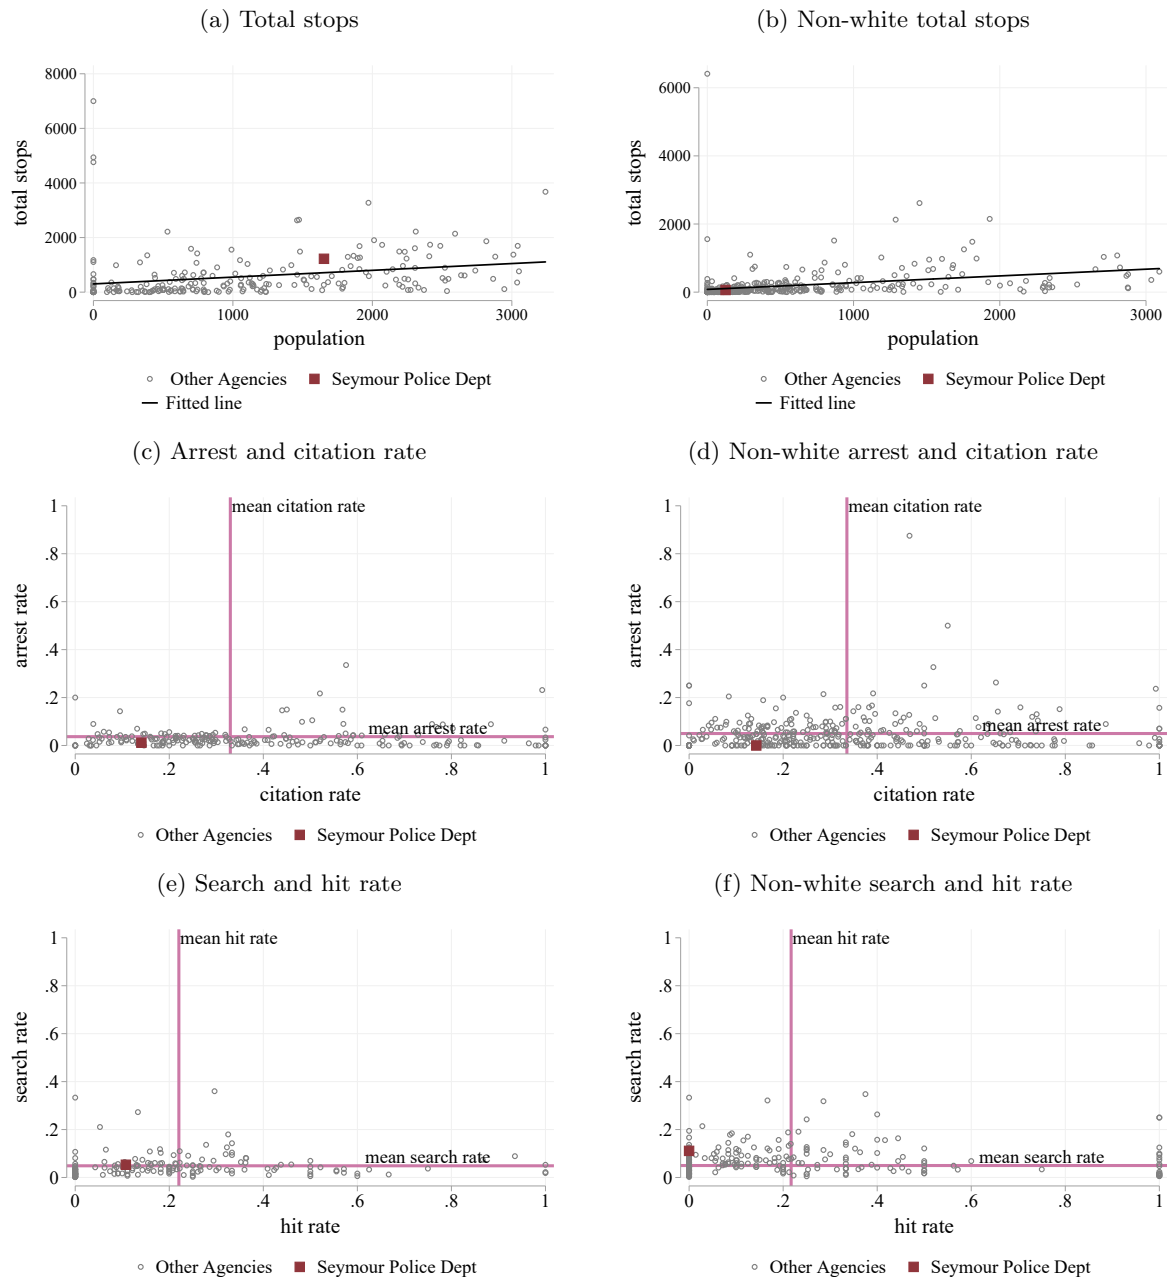 (a) Total stops
(b) Non-white total stops
8000
6000
4000
2000
0
total stops
0
1000
2000
3000
population
Other Agencies
Seymour Police Dept
Fitted line
6000
4000
2000
0
total stops
0
1000
2000
3000
population
Other Agencies
Seymour Police Dept
Fitted line
(c) Arrest and citation rate
(d) Non-white arrest and citation rate
1
.8
.6
.4
.2
0
arrest rate
mean citation rate
mean arrest rate
0
.2
.4
.6
.8
1
citation rate
Other Agencies
Seymour Police Dept
1
.8
.6
.4
.2
0
arrest rate
mean citation rate
mean arrest rate
0
.2
.4
.6
.8
1
citation rate
Other Agencies
Seymour Police Dept
(e) Search and hit rate
(f) Non-white search and hit rate
1
.8
.6
.4
.2
0
search rate
mean hit rate
mean search rate
0
.2
.4
.6
.8
1
hit rate
Other Agencies
Seymour Police Dept
1
.8
.6
.4
.2
0
search rate
mean hit rate
mean search rate
0
.2
.4
.6
.8
1
hit rate
Other Agencies
Seymour Police Dept